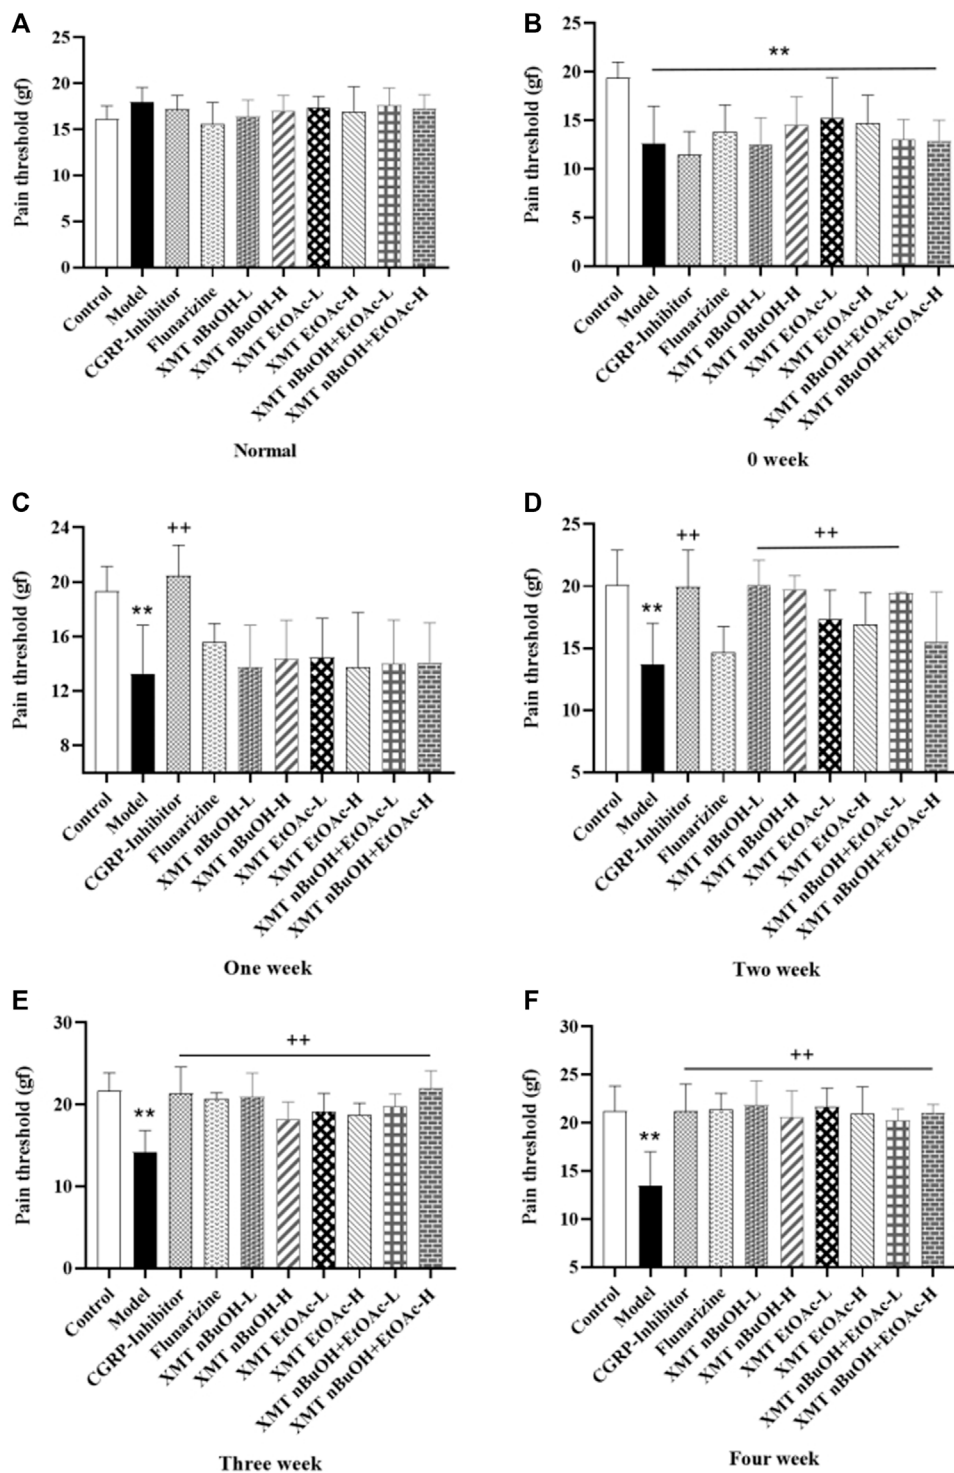 A
Pain threshold (gf)
25
20
15
10
5
0
Control
Model
CGRP-Inhibitor
Flunarizine
XMT nBuOH-L
XMT nBuOH-H
XMT EtOAc-L
XMT EtOAc-H
XMT nBuOH+EtOAc-L
XMT nBuOH+EtOAc-H
Normal
B
Pain threshold (gf)
25
20
15
10
5
0
**
Control
Model
CGRP-Inhibitor
Flunarizine
XMT nBuOH-L
XMT nBuOH-H
XMT EtOAc-L
XMT EtOAc-H
XMT nBuOH+EtOAc-L
XMT nBuOH+EtOAc-H
0 week
C
Pain threshold (gf)
24
20
16
12
8
**
++
Control
Model
CGRP-Inhibitor
Flunarizine
XMT nBuOH-L
XMT nBuOH-H
XMT EtOAc-L
XMT EtOAc-H
XMT nBuOH+EtOAc-L
XMT nBuOH+EtOAc-H
One week
D
Pain threshold (gf)
25
20
15
10
5
**
++
++
Control
Model
CGRP-Inhibitor
Flunarizine
XMT nBuOH-L
XMT nBuOH-H
XMT EtOAc-L
XMT EtOAc-H
XMT nBuOH+EtOAc-L
XMT nBuOH+EtOAc-H
Two week
E
Pain threshold (gf)
30
20
10
0
**
++
Control
Model
CGRP-Inhibitor
Flunarizine
XMT nBuOH-L
XMT nBuOH-H
XMT EtOAc-L
XMT EtOAc-H
XMT nBuOH+EtOAc-L
XMT nBuOH+EtOAc-H
Three week
F
Pain threshold (gf)
30
25
20
15
10
5
**
++
Control
Model
CGRP-Inhibitor
Flunarizine
XMT nBuOH-L
XMT nBuOH-H
XMT EtOAc-L
XMT EtOAc-H
XMT nBuOH+EtOAc-L
XMT nBuOH+EtOAc-H
Four week